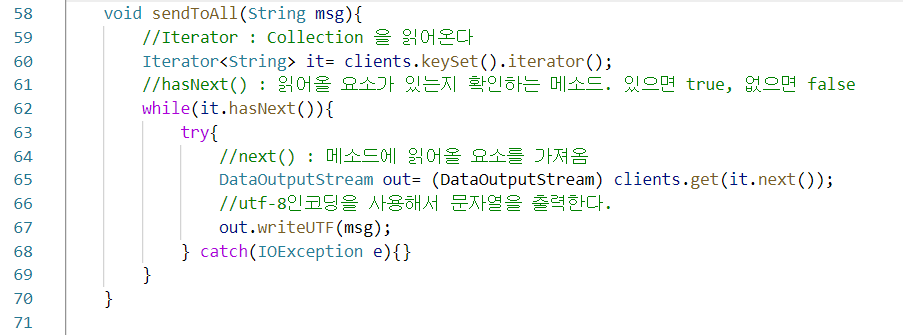 58 void sendToAll(String msg){
59 //Iterator : Collection 을 읽어온다
60 Iterator<String> it= clients.keySet().iterator();
61 //hasNext() : 읽어올 요소가 있는지 확인하는 메소드. 있으면 true, 없으면 false
62 while(it.hasNext()){
63 try{
64 //next() : 메소드에 읽어올 요소를 가져옴
65 DataOutputStream out= (DataOutputStream) clients.get(it.next());
66 //utf-8인코딩을 사용해서 문자열을 출력한다.
67 out.writeUTF(msg);
68 } catch(IOException e){}
69 }
70 }
71